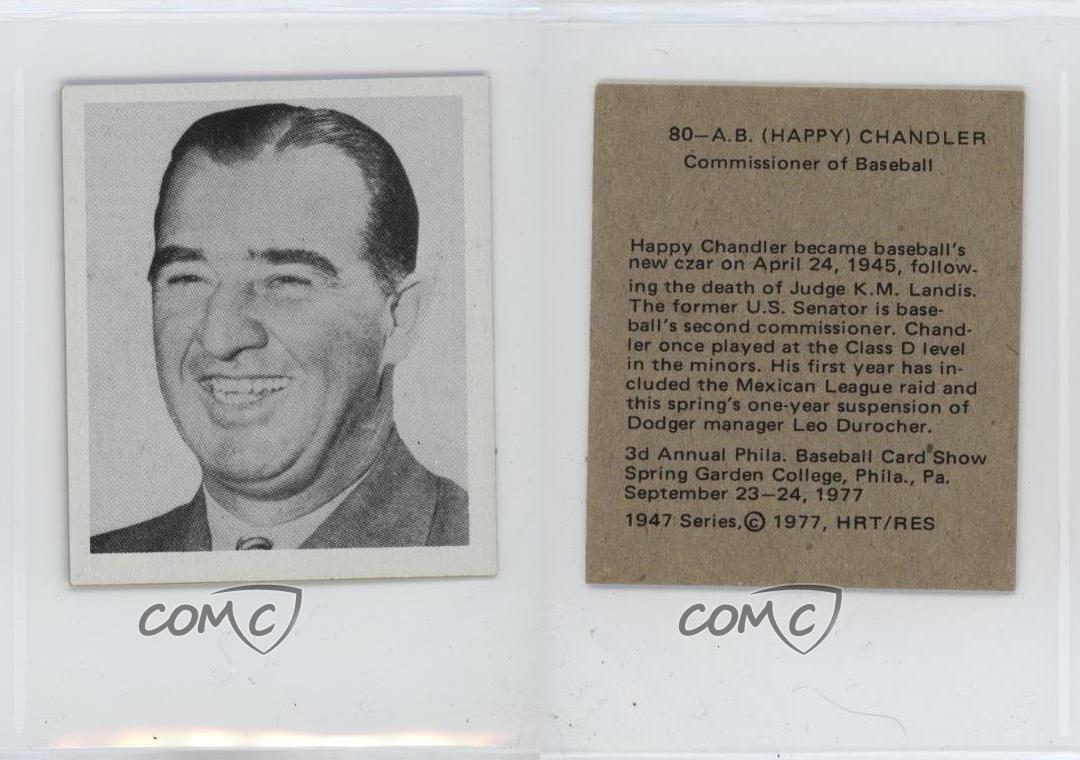 80—A.B. (HAPPY) CHANDLER
Commissioner of Baseball
Happy Chandler became baseball's
new czar on April 24, 1945, follow-
ing the death of Judge K.M. Landis.
The former U.S. Senator is base-
ball's second commissioner. Chand-
ler once played at the Class D level
in the minors. His first year has in-
cluded the Mexican League raid and
this spring's one-year suspension of
Dodger manager Leo Durocher.
3d Annual Phila. Baseball Card Show
Spring Garden College, Phila., Pa.
September 23—24, 1977
1947 Series, © 1977, HRT/RES
COMC
COMC